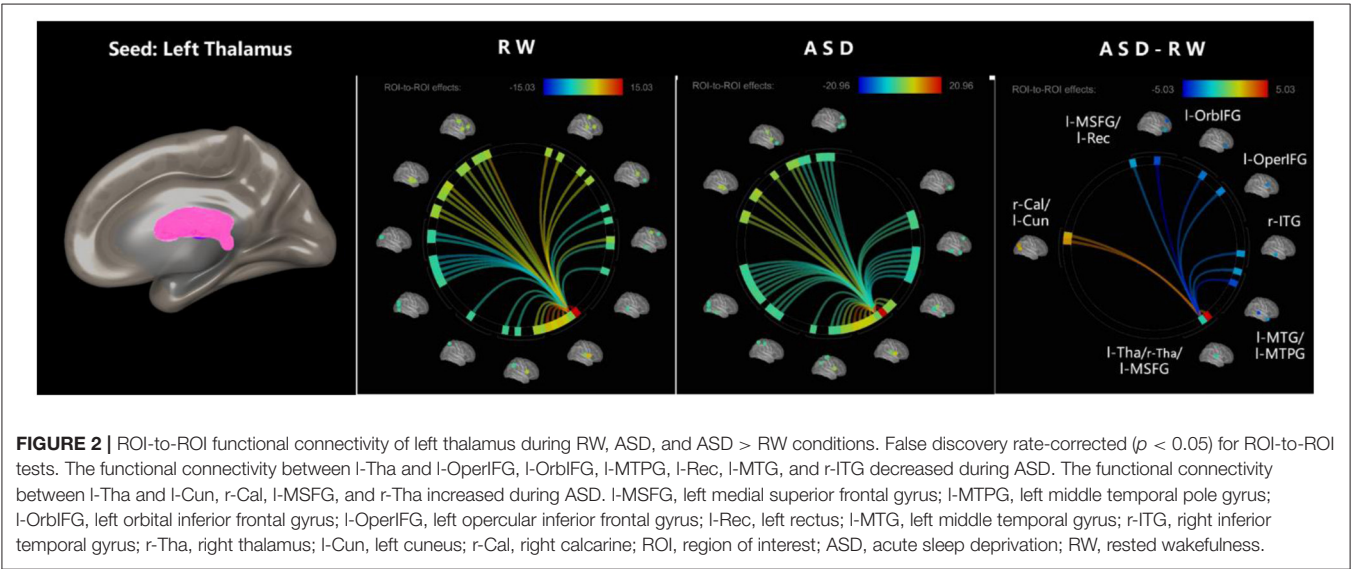 Seed: Left Thalamus
RW
ROI-to-ROI effects: -15.03 15.03
ASD
ROI-to-ROI effects: -20.96 20.96
ASD-RW
ROI-to-ROI effects: -5.03 5.03
l-MSFG/
l-Rec
l-OrbIFG
l-OperIFG
r-Cal/
l-Cun
r-ITG
l-MTG/
l-MTPG
l-Tha/r-Tha/
l-MSFG
FIGURE 2 | ROI-to-ROI functional connectivity of left thalamus during RW, ASD, and ASD > RW conditions. False discovery rate-corrected (p < 0.05) for ROI-to-ROI
tests. The functional connectivity between l-Tha and l-OperIFG, l-OrbIFG, l-MTPG, l-Rec, l-MTG, and r-ITG decreased during ASD. The functional connectivity
between l-Tha and l-Cun, r-Cal, l-MSFG, and r-Tha increased during ASD. l-MSFG, left medial superior frontal gyrus; l-MTPG, left middle temporal pole gyrus;
l-OrbIFG, left orbital inferior frontal gyrus; l-OperIFG, left opercular inferior frontal gyrus; l-Rec, left rectus; l-MTG, left middle temporal gyrus; r-ITG, right inferior
temporal gyrus; r-Tha, right thalamus; l-Cun, left cuneus; r-Cal, right calcarine; ROI, region of interest; ASD, acute sleep deprivation; RW, rested wakefulness.